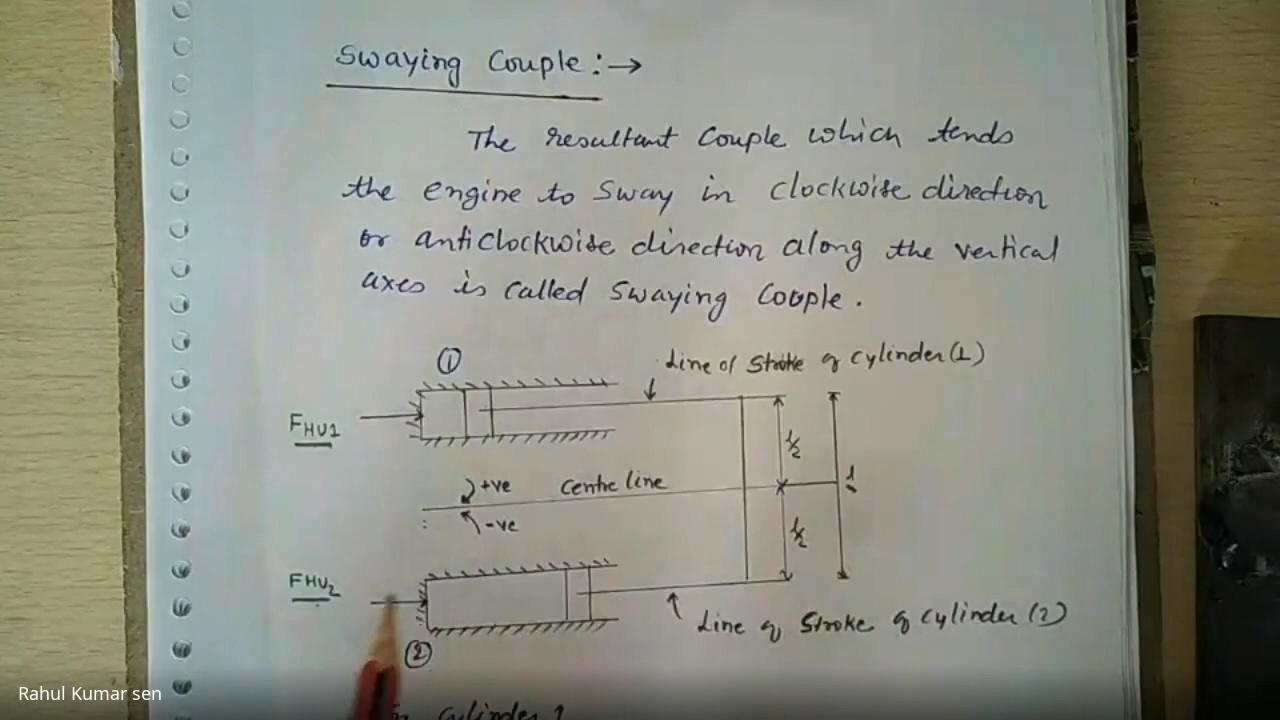 Swaying Couple :→
The resultant couple which tends
the engine to sway in clockwise direction
or anticlockwise direction along the vertical
axes is called swaying couple.
①
Line of Stroke of cylinder (1)
FHU1
l/2
+ve
Centre line
l
-ve
l/2
FHU2
Line of Stroke of cylinder (2)
②
Rahul Kumar sen
cylinder 1